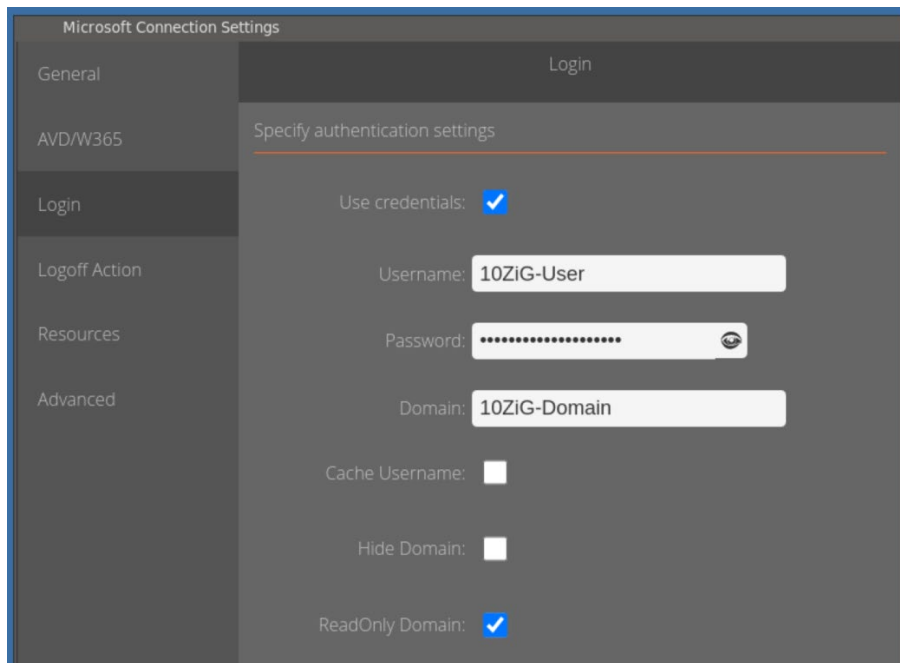 Microsoft Connection Settings
General
AVD/W365
Login
Logoff Action
Resources
Advanced
Login
Specify authentication settings
Use credentials:
Username: 10ZiG-User
Password: ••••••••••••••••••••
Domain: 10ZiG-Domain
Cache Username:
Hide Domain:
ReadOnly Domain: